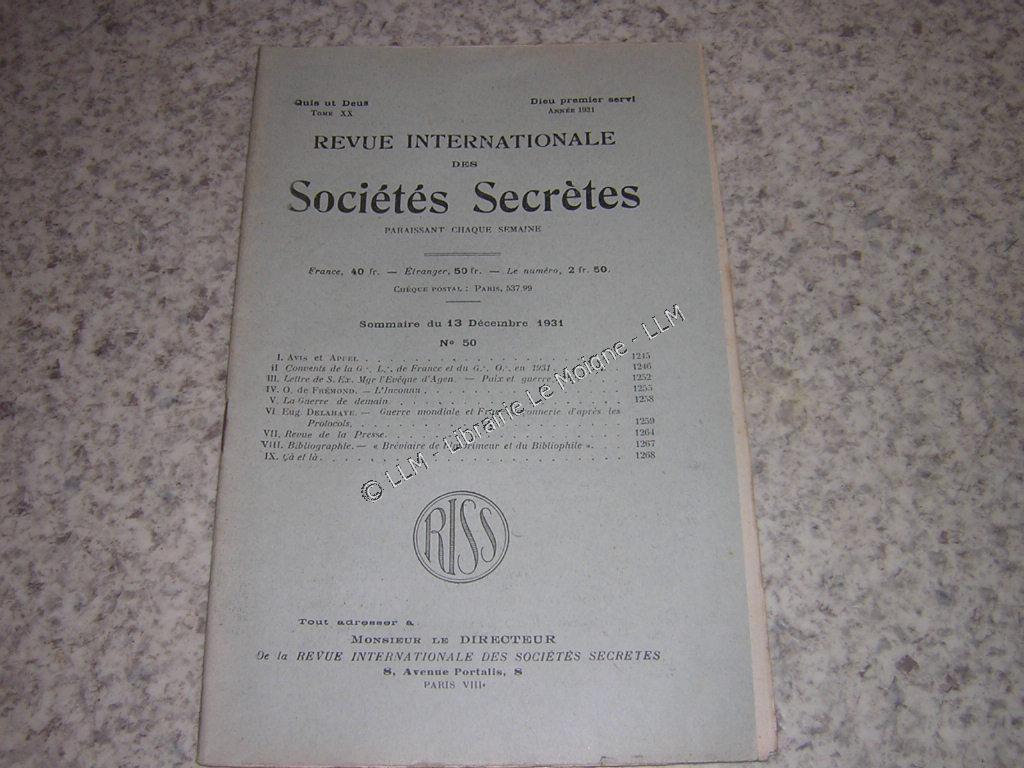 Quis ut Deus
Tome XX
Dieu premier servi
Année 1931
REVUE INTERNATIONALE
DES
Sociétés Secrètes
PARAISSANT CHAQUE SEMAINE
France, 40 fr. — Étranger, 50 fr. — Le numéro, 2 fr. 50.
Chèque postal : Paris, 537.99
Sommaire du 13 Décembre 1931
No 50
I. Avis et Appel 1245
II Convents de la G∴ L∴ de France et du G∴ O∴ en 1931 1246
III. Lettre de S. Ex. Mgr l'Evêque d'Agen. — Paix et guerre 1252
IV. O. de Frémond. — L'Inconnu 1255
V. La Guerre de demain 1258
VI Eug. Delahaye. — Guerre mondiale et d'après les
Protocols 1259
VII. Revue de la Presse 1264
VIII. Bibliographie. — « Bréviaire de et du Bibliophile ». 1267
IX. Çà et là 1268
© LLM - Librairie Le Moigne - LLM
RISS
Tout adresser a
Monsieur le DIRECTEUR
De la REVUE INTERNATIONALE DES SOCIÉTÉS SECRETES
8, Avenue Portalis, 8
PARIS VIIIe